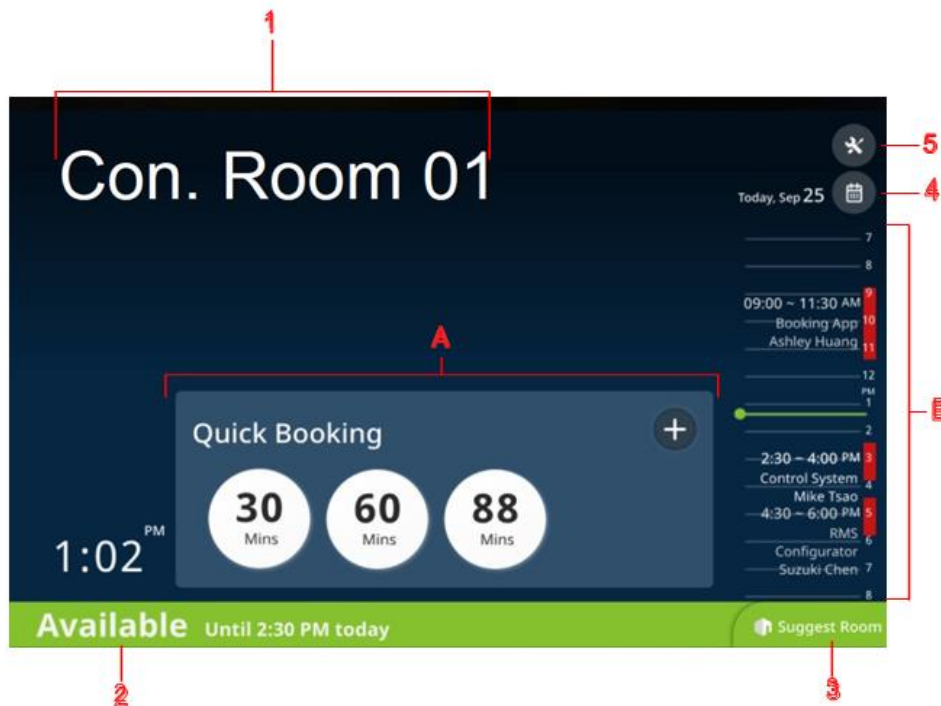 1
Con. Room 01
5
4
Today, Sep 25
7
8
9
09:00 ~ 11:30 AM
10
Booking App
Ashley Huang
11
12
PM
1
2
A
Quick Booking
+
30
Mins
60
Mins
88
Mins
PM
1:02
2:30 ~ 4:00 PM
3
Control System
4
Mike Tsao
4:30 ~ 6:00 PM
5
RMS
6
Configurator
Suzuki Chen
7
8
Available Until 2:30 PM today
Suggest Room
2
3